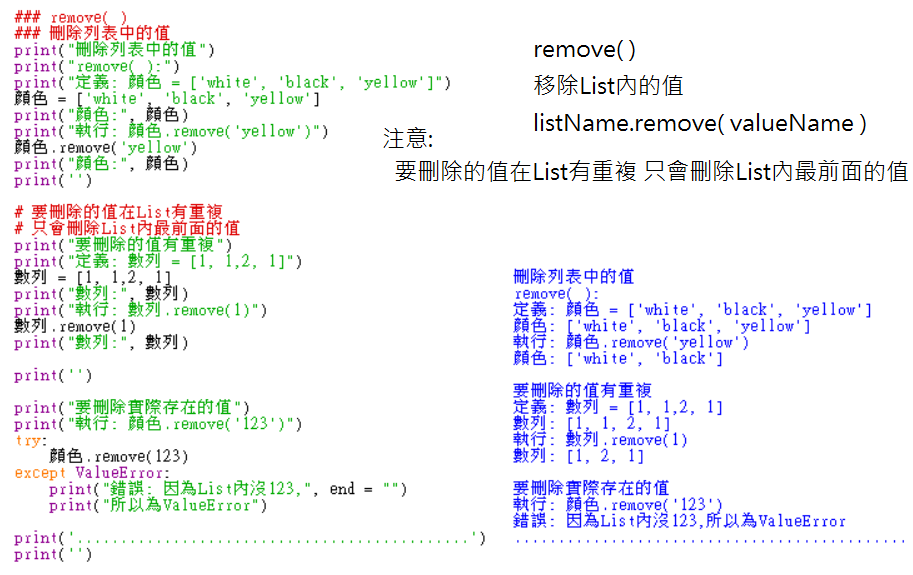 ### remove( )
### 刪除列表中的值
print("刪除列表中的值")
print("remove( ):")
print("定義: 顏色 = ['white', 'black', 'yellow']")
顏色 = ['white', 'black', 'yellow']
print("顏色:", 顏色)
print("執行: 顏色.remove('yellow')")
顏色.remove('yellow')
print("顏色:", 顏色)
print('')
# 要刪除的值在List有重複
# 只會刪除List內最前面的值
print("要刪除的值有重複")
print("定義: 數列 = [1, 1,2, 1]")
數列 = [1, 1,2, 1]
print("數列:", 數列)
print("執行: 數列.remove(1)")
數列.remove(1)
print("數列:", 數列)
print('')
print("要刪除實際存在的值")
print("執行: 顏色.remove('123')")
try:
    顏色.remove(123)
except ValueError:
    print("錯誤: 因為List內沒123,", end = "")
    print("所以為ValueError")
print('.............................................')
print('')
remove( )
移除List內的值
listName.remove( valueName )
注意:
要刪除的值在List有重複 只會刪除List內最前面的值
刪除列表中的值
remove( ):
定義: 顏色 = ['white', 'black', 'yellow']
顏色: ['white', 'black', 'yellow']
執行: 顏色.remove('yellow')
顏色: ['white', 'black']
要刪除的值有重複
定義: 數列 = [1, 1,2, 1]
數列: [1, 1, 2, 1]
執行: 數列.remove(1)
數列: [1, 2, 1]
要刪除實際存在的值
執行: 顏色.remove('123')
錯誤: 因為List內沒123,所以為ValueError
.............................................